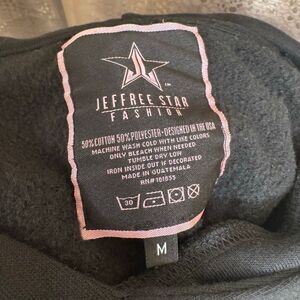 JEFFREE STAR
FASHION
50% COTTON 50% POLYESTER-DESIGNED IN THE USA
MACHINE WASH COLD WITH LIKE COLORS
ONLY BLEACH WHEN NEEDED
TUMBLE DRY LOW
IRON INSIDE OUT IF DECORATED
MADE IN GUATEMALA
RN#161855
30
M